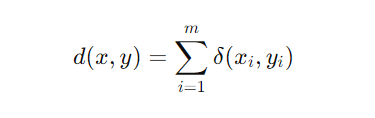 d(x, y) = \sum_{i=1}^{m} \delta(x_i, y_i)